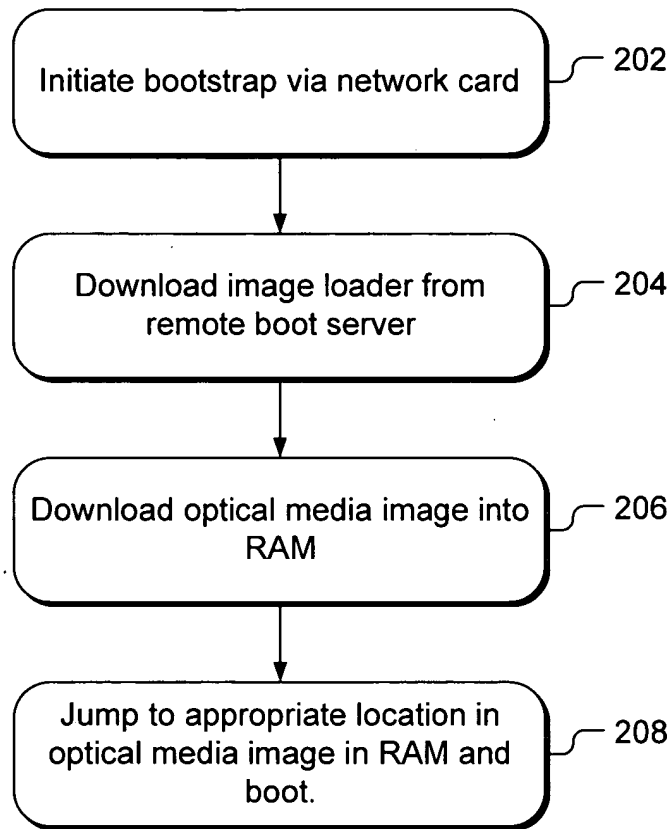 Initiate bootstrap via network card
202
Download image loader from
remote boot server
204
Download optical media image into
RAM
206
Jump to appropriate location in
optical media image in RAM and
boot.
208